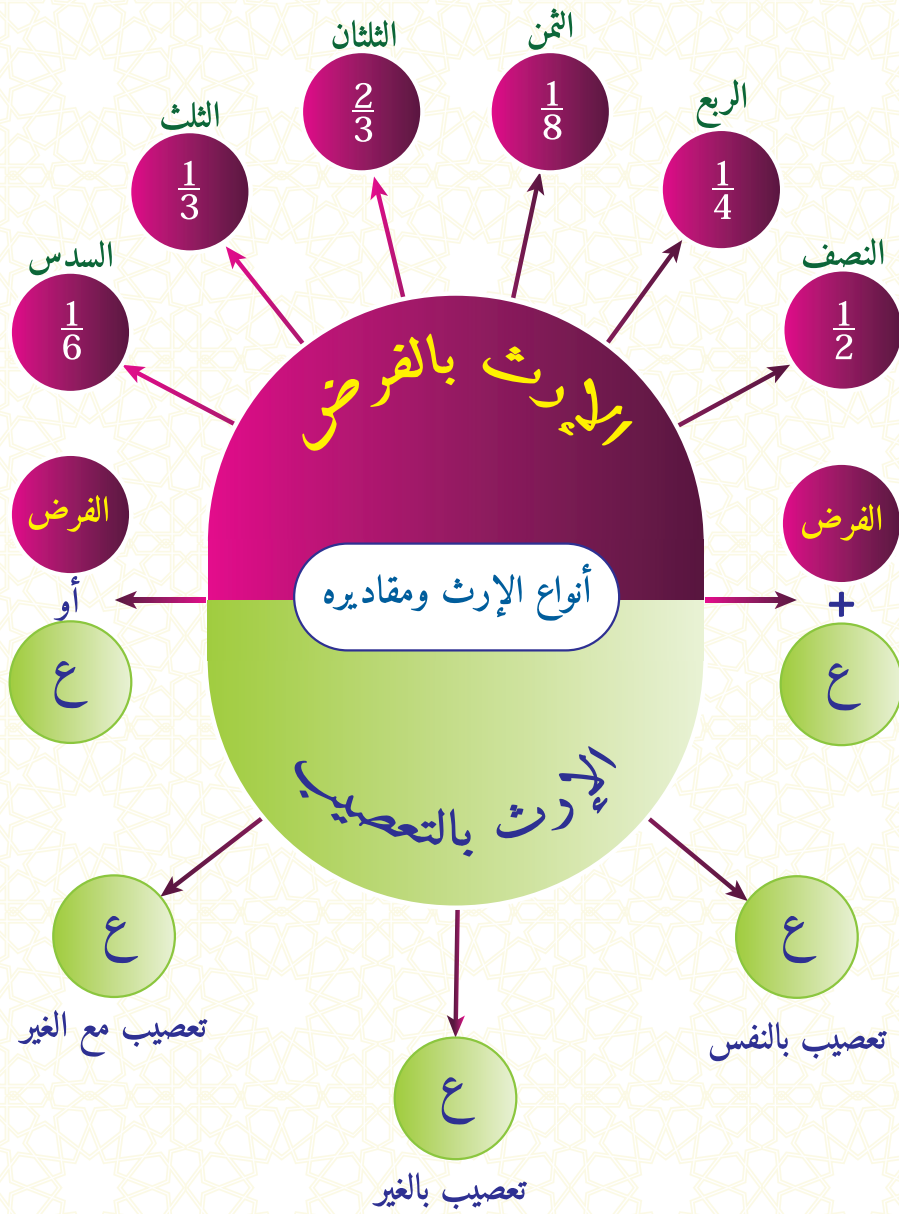 أنواع الإرث ومقاديره
الإرث بالفرض
النصف
1/2
الربع
1/4
الثمن
1/8
الثلثان
2/3
الثلث
1/3
السدس
1/6
الفرض
+
ع
الفرض
أو
ع
الإرث بالتعصيب
ع
تعصيب بالنفس
ع
تعصيب بالغير
ع
تعصيب مع الغير